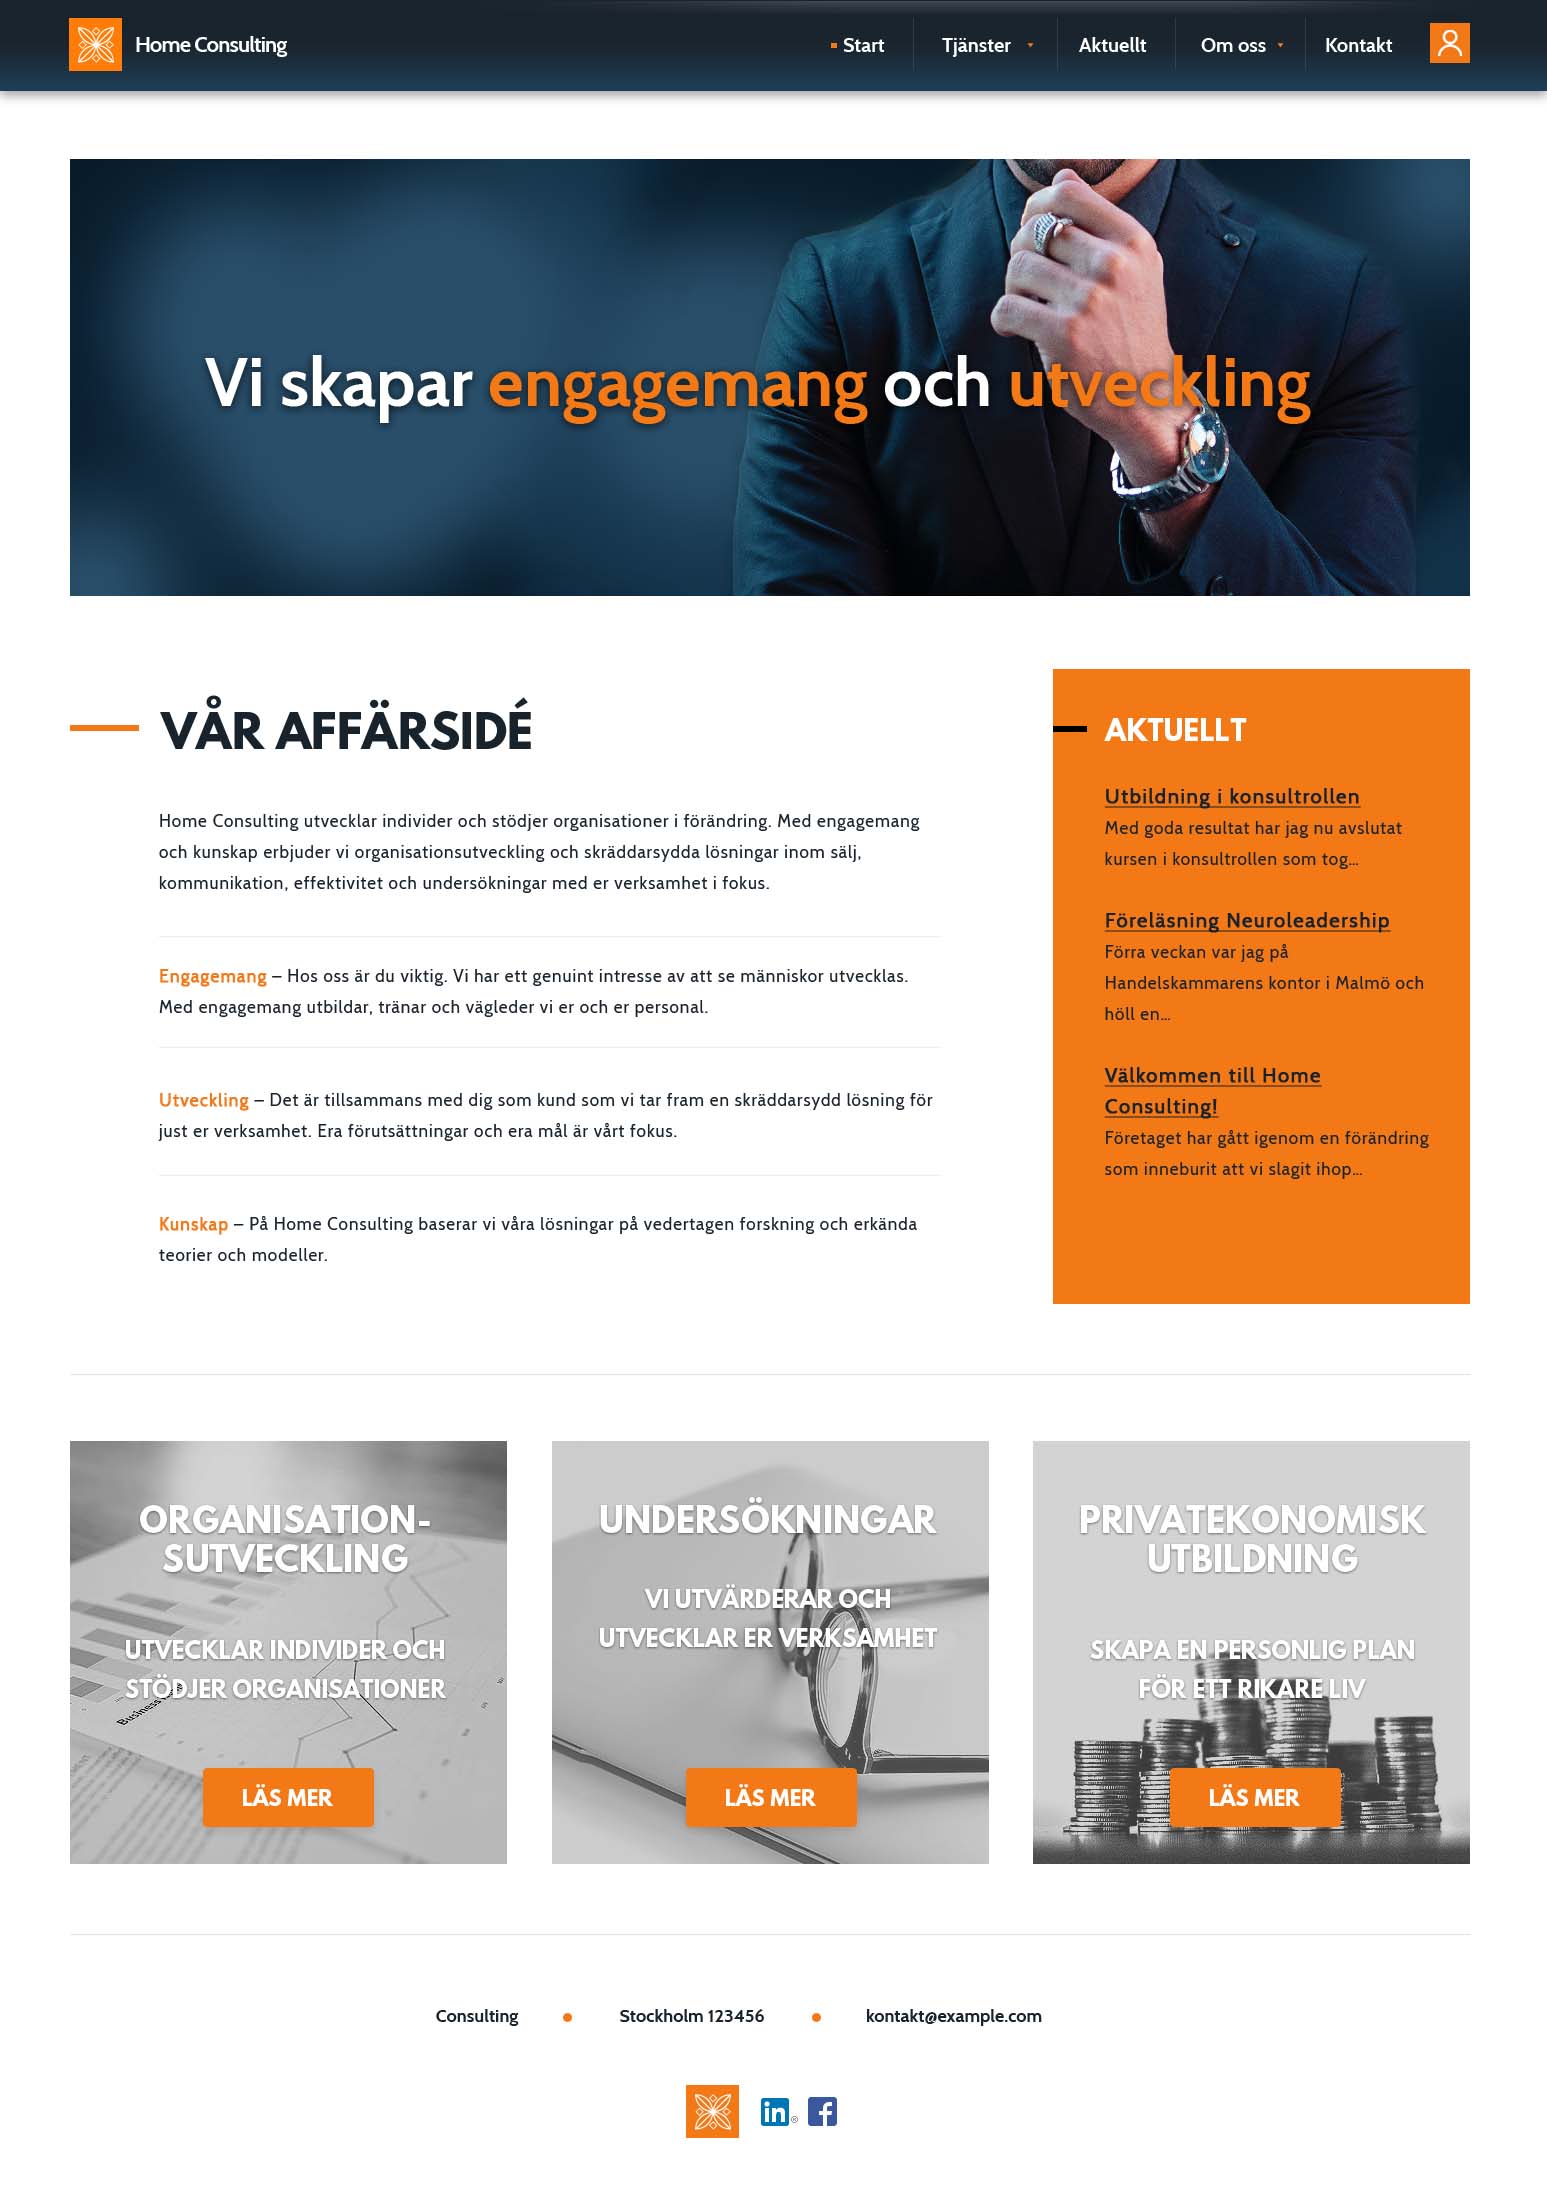 Home Consulting
Start
Tjänster
Aktuellt
Om oss
Kontakt
Vi skapar engagemang och utveckling
VÅR AFFÄRSIDÉ
Home Consulting utvecklar individer och stödjer organisationer i förändring. Med engagemang
och kunskap erbjuder vi organisationsutveckling och skräddarsydda lösningar inom sälj,
kommunikation, effektivitet och undersökningar med er verksamhet i fokus.
Engagemang – Hos oss är du viktig. Vi har ett genuint intresse av att se människor utvecklas.
Med engagemang utbildar, tränar och vägleder vi er och er personal.
Utveckling – Det är tillsammans med dig som kund som vi tar fram en skräddarsydd lösning för
just er verksamhet. Era förutsättningar och era mål är vårt fokus.
Kunskap – På Home Consulting baserar vi våra lösningar på vedertagen forskning och erkända
teorier och modeller.
AKTUELLT
Utbildning i konsultrollen
Med goda resultat har jag nu avslutat
kursen i konsultrollen som tog...
Föreläsning Neuroleadership
Förra veckan var jag på
Handelskammarens kontor i Malmö och
höll en...
Välkommen till Home
Consulting!
Företaget har gått igenom en förändring
som inneburit att vi slagit ihop...
ORGANISATION-
SUTVECKLING
UTVECKLAR INDIVIDER OCH
STÖDJER ORGANISATIONER
Business
LÄS MER
UNDERSÖKNINGAR
VI UTVÄRDERAR OCH
UTVECKLAR ER VERKSAMHET
LÄS MER
PRIVATEKONOMISK
UTBILDNING
SKAPA EN PERSONLIG PLAN
FÖR ETT RIKARE LIV
LÄS MER
Consulting
Stockholm 123456
kontakt@example.com
in ®
f